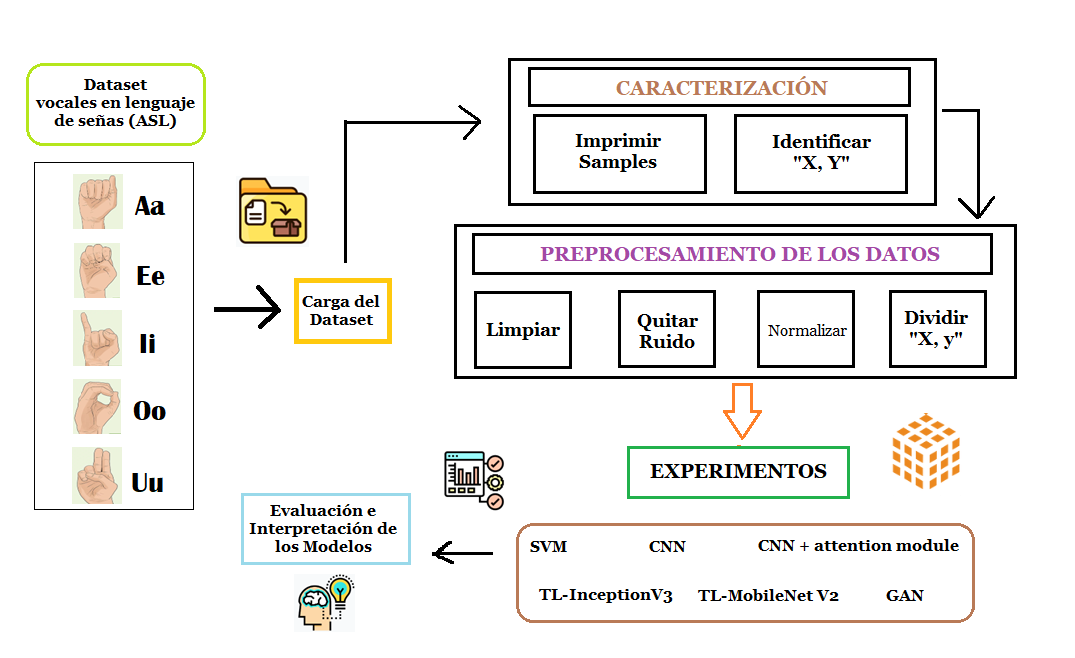 Dataset
vocales en lenguaje
de señas (ASL)
Aa
Ee
Ii
Oo
Uu
Carga del
Dataset
CARACTERIZACIÓN
Imprimir
Samples
Identificar
"X, Y"
PREPROCESAMIENTO DE LOS DATOS
Limpiar
Quitar
Ruido
Normalizar
Dividir
"X, y"
EXPERIMENTOS
SVM
CNN
CNN + attention module
TL-InceptionV3
TL-MobileNet V2
GAN
Evaluación e
Interpretación de
los Modelos